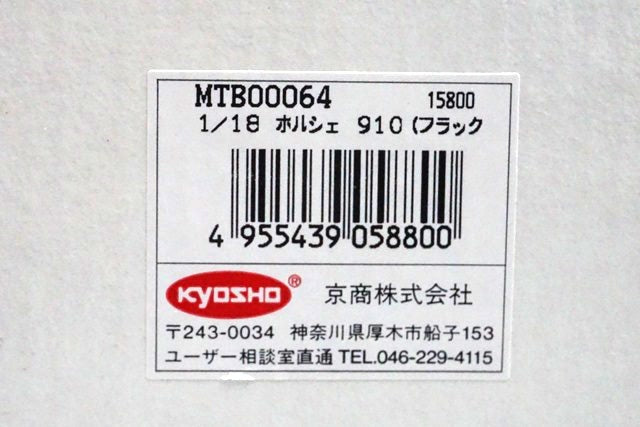 MTB00064 15800
1/18 ポルシェ 910 (フラック
4 955439 058800
KYOSHO ® 京商株式会社
〒243-0034 神奈川県厚木市船子153
ユーザー相談室直通 TEL.046-229-4115